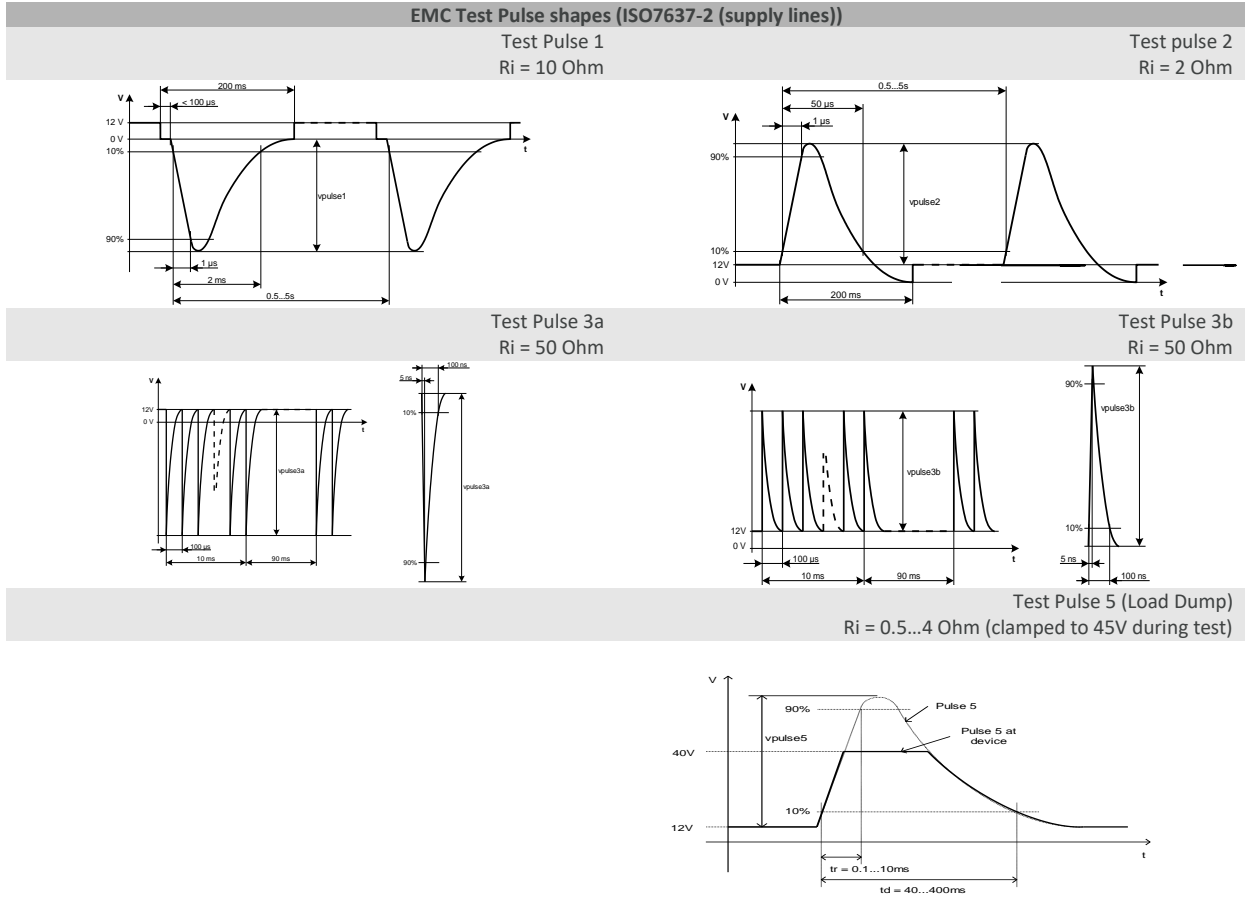 EMC Test Pulse shapes (ISO7637-2 (supply lines))
Test Pulse 1
Ri = 10 Ohm
Test pulse 2
Ri = 2 Ohm
200 ms
V
< 100 µs
12 V
0 V
10%
t
vpulse1
90%
1 µs
2 ms
0.5...5s
0.5...5s
50 µs
V
1 µs
90%
vpulse2
10%
12V
0 V
200 ms
t
Test Pulse 3a
Ri = 50 Ohm
Test Pulse 3b
Ri = 50 Ohm
V
12V
0 V
t
vpulse3a
100 µs
10 ms
90 ms
100 ns
5 ns
10%
vpulse3a
90%
V
vpulse3b
12V
0 V
100 µs
t
10 ms
90 ms
90%
vpulse3b
10%
5 ns
100 ns
Test Pulse 5 (Load Dump)
Ri = 0.5...4 Ohm (clamped to 45V during test)
V
90%
Pulse 5
vpulse5
Pulse 5 at
device
40V
10%
12V
t
tr = 0.1...10ms
td = 40...400ms